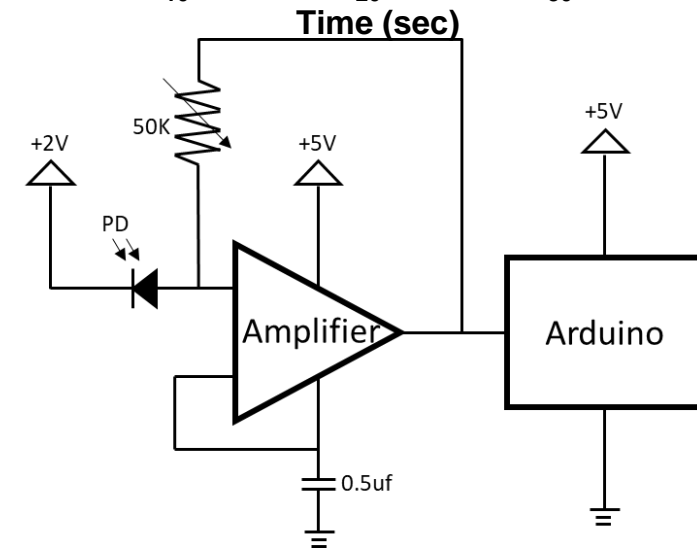 Time (sec)
50K
+2V
+5V
+5V
PD
Amplifier
Arduino
0.5uf